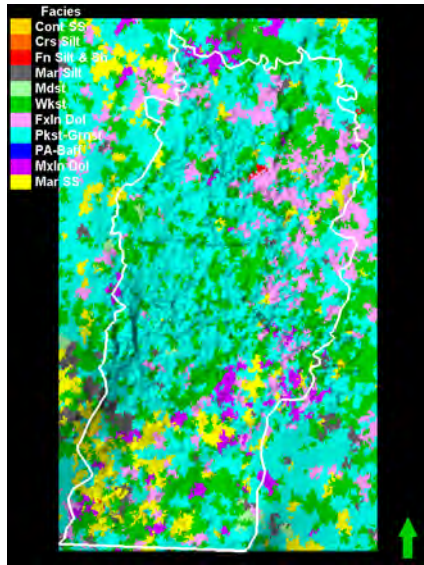 Facies
Cont SS
Crs Silt
Fn Silt & Sh
Mar Silt
Mdst
Wkst
Fxln Dol
Pkst-Grnst
PA-Baff
Mxln Dol
Mar SS